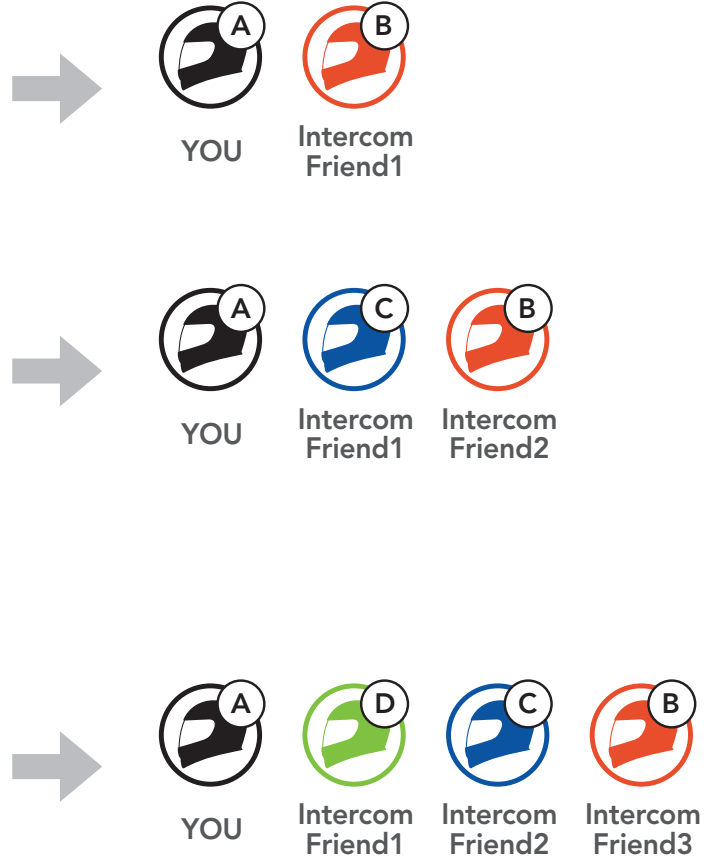 A B
YOU Intercom
Friend1
A C B
YOU Intercom Intercom
Friend1 Friend2
A D C B
YOU Intercom Intercom Intercom
Friend1 Friend2 Friend3